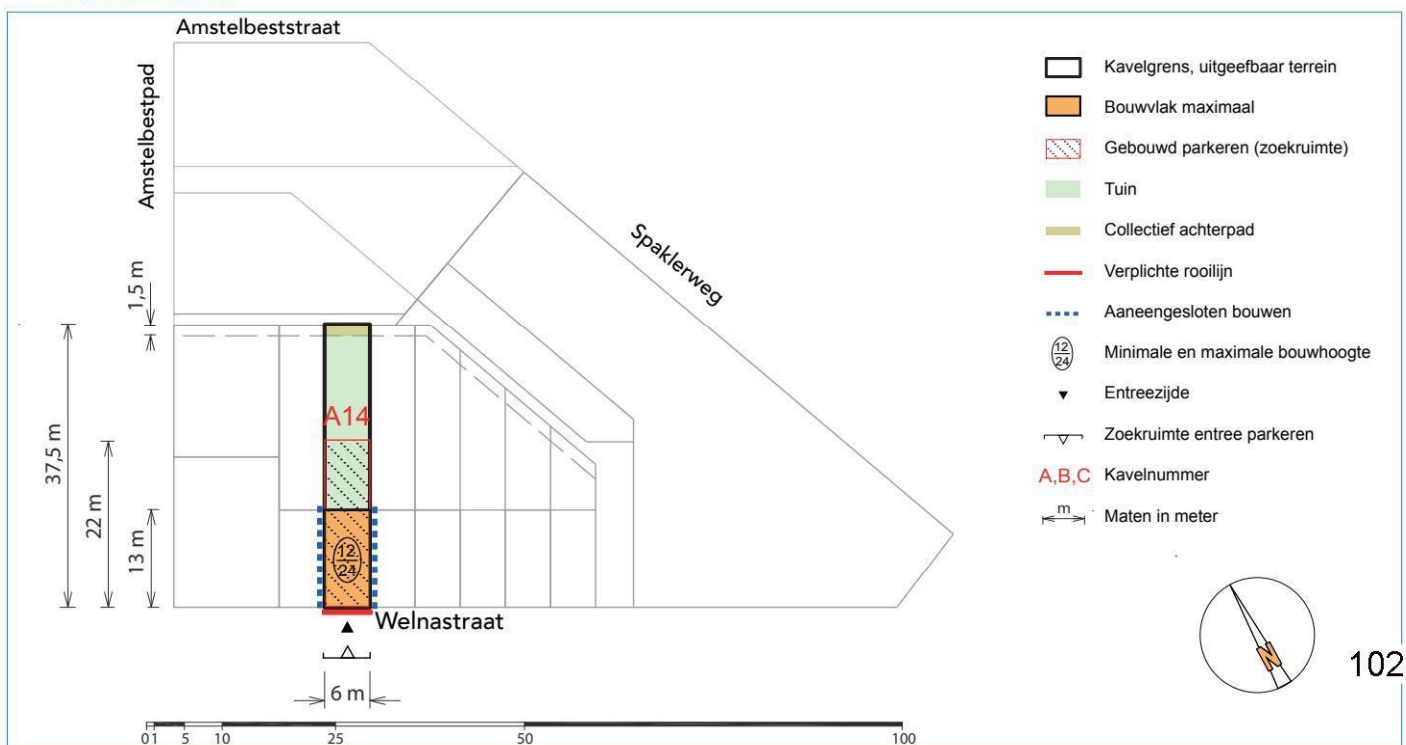 Amstelbeststraat
Amstelbestpad
Spaklerweg
1,5 m
37,5 m
22 m
13 m
A14
12
24
Welnastraat
6 m
01 5 10 25 50 100
Kavelgrens, uitgeefbaar terrein
Bouwvlak maximaal
Gebouwd parkeren (zoekruimte)
Tuin
Collectief achterpad
Verplichte rooilijn
Aaneengesloten bouwen
12
24
Minimale en maximale bouwhoogte
Entreezijde
Zoekruimte entree parkeren
A,B,C Kavelnummer
m Maten in meter
N
102